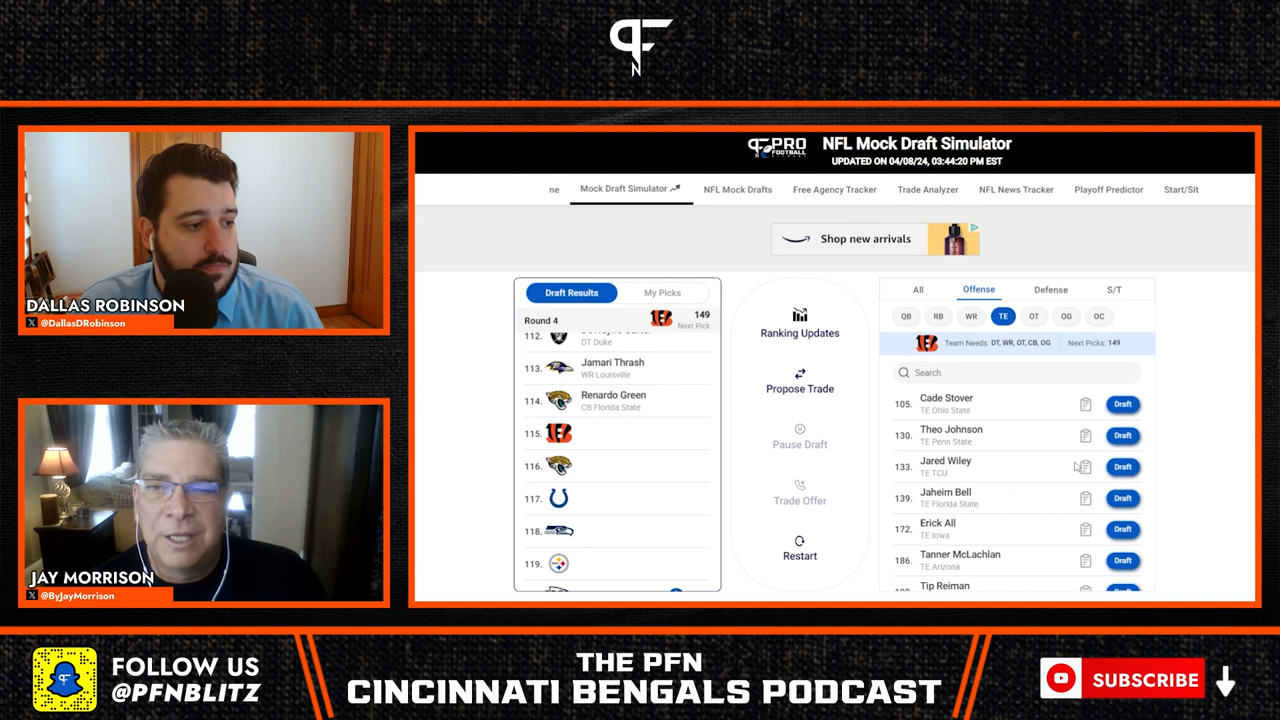 PFN
DALLAS ROBINSON
X @DallasDRobinson
JAY MORRISON
X @ByJayMorrison
PRO
FOOTBALL
NFL Mock Draft Simulator
UPDATED ON 04/08/24, 03:44:20 PM EST
ne
Mock Draft Simulator
NFL Mock Drafts
Free Agency Tracker
Trade Analyzer
NFL News Tracker
Playoff Predictor
Start/Sit
Shop new arrivals
Draft Results
My Picks
Round 4
149
Next Pick
112.
DT Duke
113.
Jamari Thrash
WR Louisville
114.
Renardo Green
CB Florida State
115.
116.
117.
118.
119.
Ranking Updates
Propose Trade
Pause Draft
Trade Offer
Restart
All
Offense
Defense
S/T
QB
RB
WR
TE
OT
OG
OC
Team Needs: DT, WR, OT, CB, OG
Next Picks: 149
Search
105.
Cade Stover
TE Ohio State
Draft
130.
Theo Johnson
TE Penn State
Draft
133.
Jared Wiley
TE TCU
Draft
139.
Jaheim Bell
TE Florida State
Draft
172.
Erick All
TE Iowa
Draft
186.
Tanner McLachlan
TE Arizona
Draft
Tip Reiman
FOLLOW US
@PFNBLITZ
THE PFN
CINCINNATI BENGALS PODCAST
SUBSCRIBE